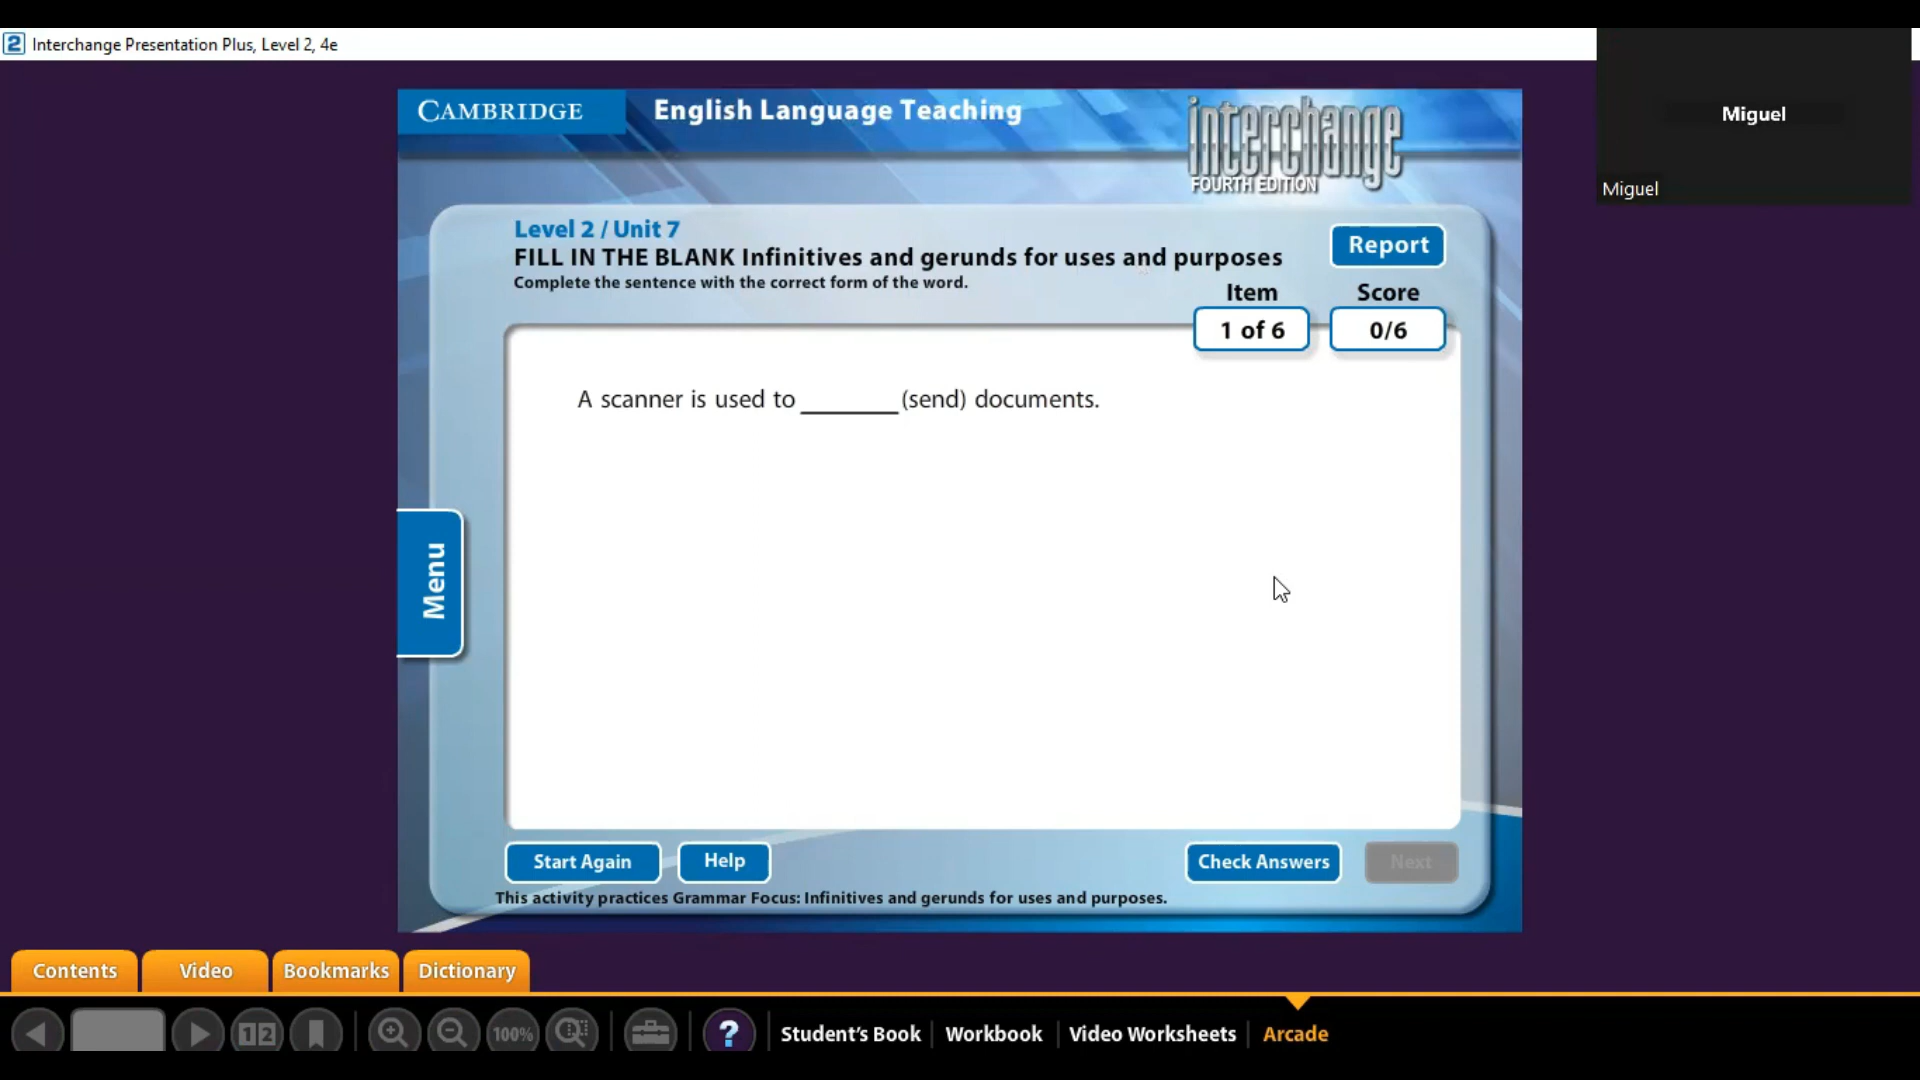 2 Interchange Presentation Plus, Level 2, 4e
Miguel
Miguel
CAMBRIDGE English Language Teaching
interchange
FOURTH EDITION
Level 2 / Unit 7
FILL IN THE BLANK Infinitives and gerunds for uses and purposes
Report
Complete the sentence with the correct form of the word.
Item Score
1 of 6 0/6
A scanner is used to ________ (send) documents.
Menu
Start Again Help Check Answers Next
This activity practices Grammar Focus: Infinitives and gerunds for uses and purposes.
Contents Video Bookmarks Dictionary
12 100% ? Student's Book Workbook Video Worksheets Arcade